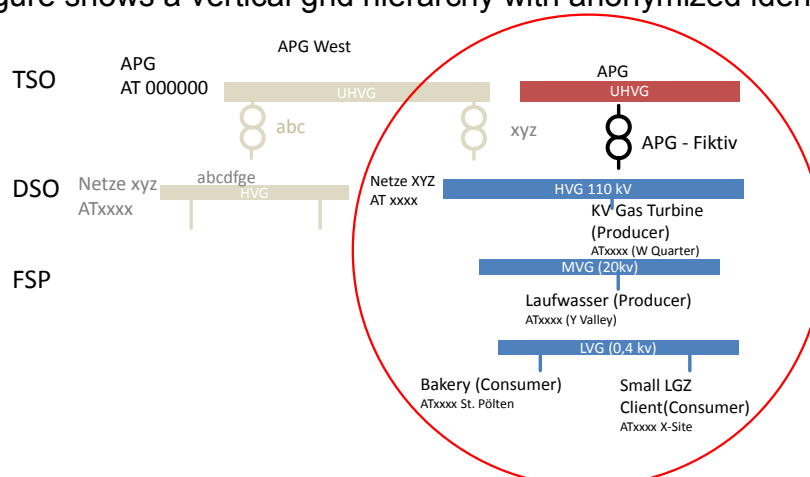 gure shows a vertical grid hierarchy with anonymized iden
APG West
TSO
APG
AT 000000
UHVG
APG
UHVG
abc
xyz
APG - Fiktiv
DSO
Netze xyz
ATxxxx
abcdfge
HVG
Netze XYZ
AT xxxx
HVG 110 kV
KV Gas Turbine
(Producer)
ATxxxx (W Quarter)
FSP
MVG (20kv)
Laufwasser (Producer)
ATxxxx (Y Valley)
LVG (0,4 kv)
Bakery (Consumer)
ATxxxx St. Pölten
Small LGZ
Client(Consumer)
ATxxxx X-Site